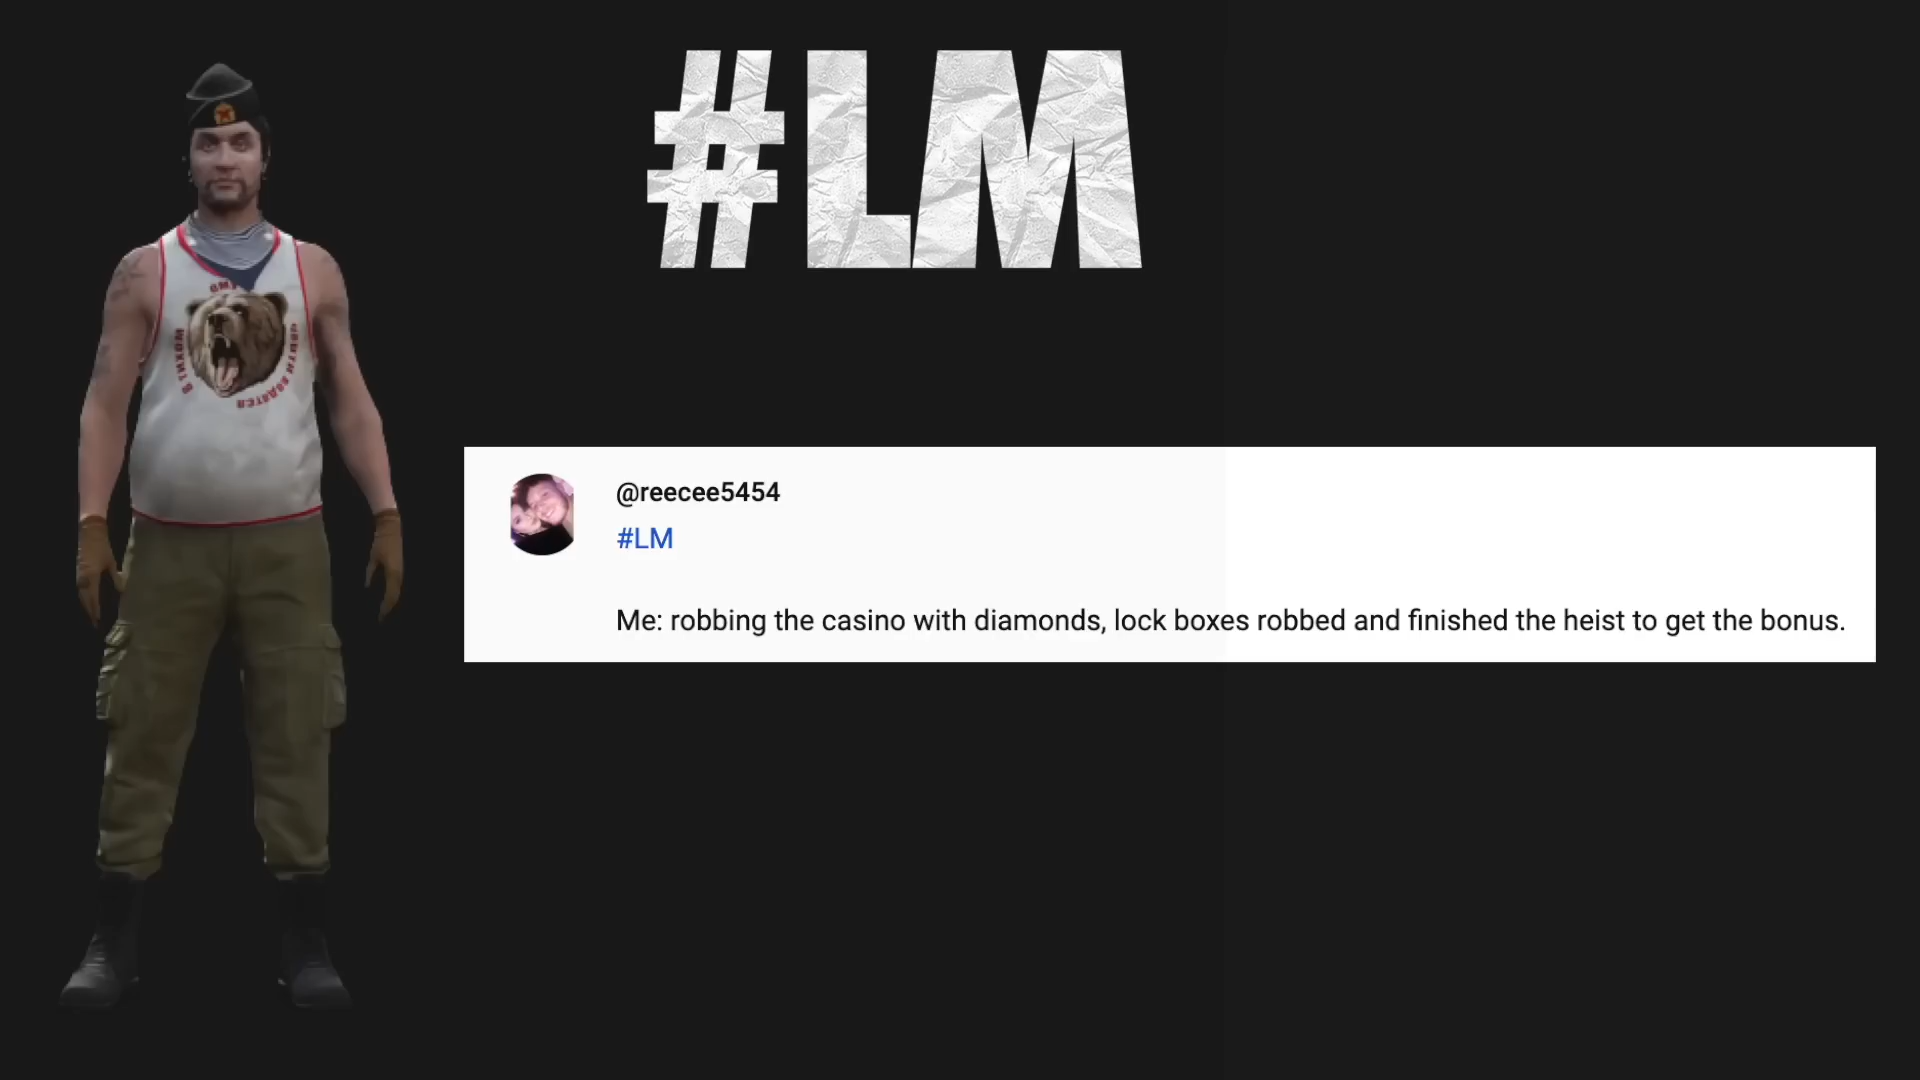 #LM
@reecee5454
#LM
Me: robbing the casino with diamonds, lock boxes robbed and finished the heist to get the bonus.